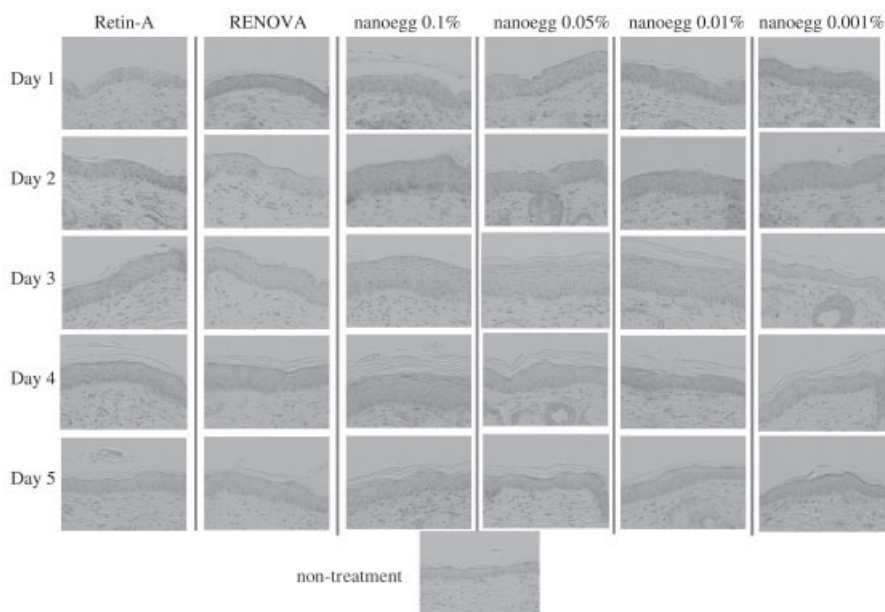 Retin-A RENOVA nanoegg 0.1% nanoegg 0.05% nanoegg 0.01% nanoegg 0.001%
Day 1
Day 2
Day 3
Day 4
Day 5
non-treatment